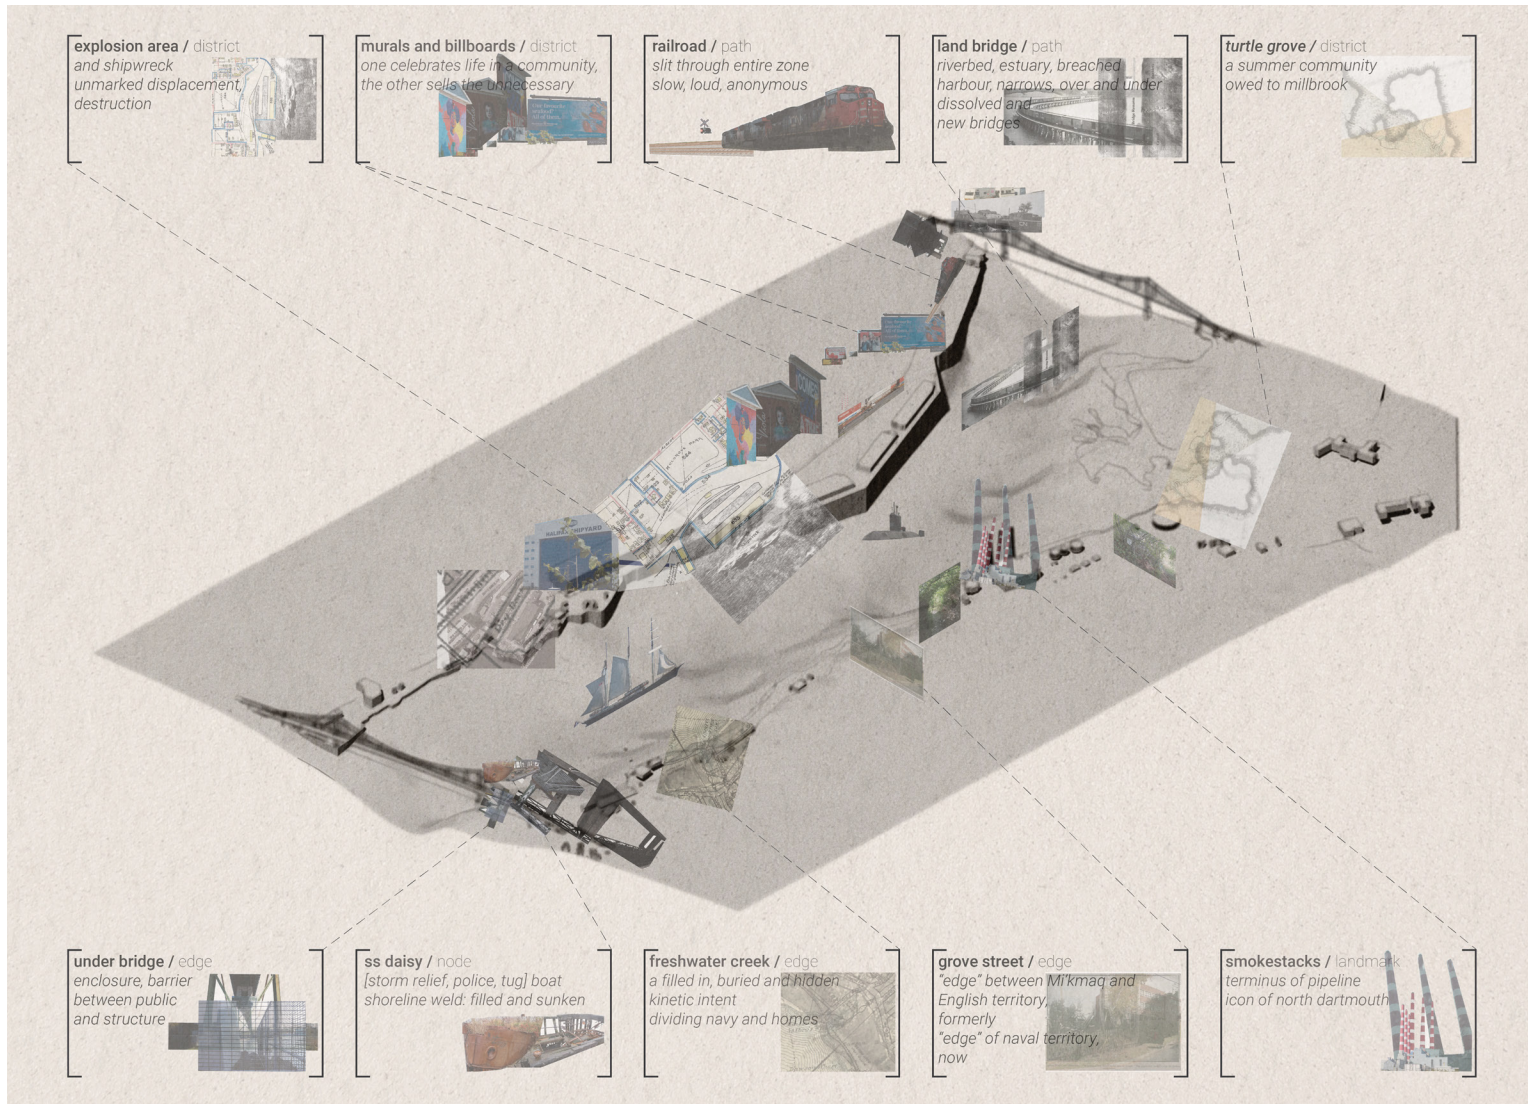 explosion area / district
and shipwreck
unmarked displacement,
destruction
murals and billboards / district
one celebrates life in a community,
the other sells the unnecessary
railroad / path
slit through entire zone
slow, loud, anonymous
land bridge / path
riverbed, estuary, breached
harbour, narrows, over and under
dissolved and
new bridges
turtle grove / district
a summer community
owed to millbrook
under bridge / edge
enclosure, barrier
between public
and structure
ss daisy / node
[storm relief, police, tug] boat
shoreline weld: filled and sunken
freshwater creek / edge
a filled in, buried and hidden
kinetic intent
dividing navy and homes
grove street / edge
“edge” between Mi'kmaq and
English territory,
formerly
“edge” of naval territory,
now
smokestacks / landmark
terminus of pipeline
icon of north dartmouth